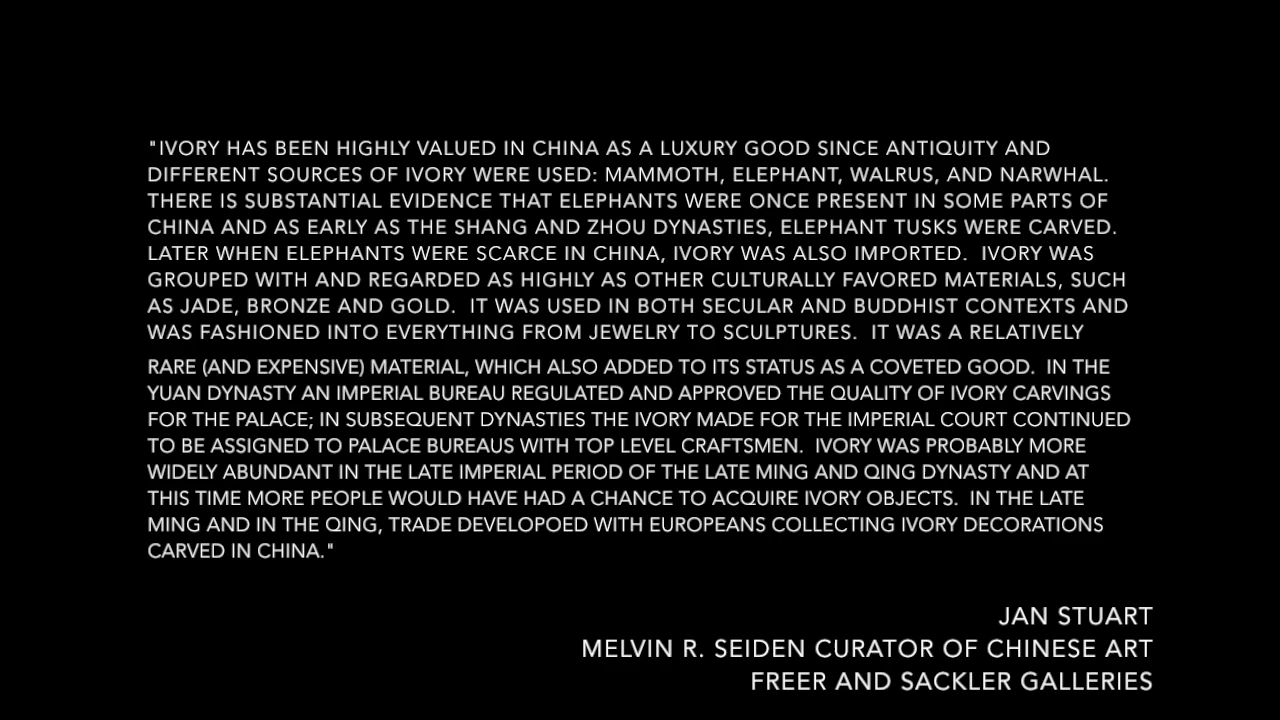 "IVORY HAS BEEN HIGHLY VALUED IN CHINA AS A LUXURY GOOD SINCE ANTIQUITY AND
DIFFERENT SOURCES OF IVORY WERE USED: MAMMOTH, ELEPHANT, WALRUS, AND NARWHAL.
THERE IS SUBSTANTIAL EVIDENCE THAT ELEPHANTS WERE ONCE PRESENT IN SOME PARTS OF
CHINA AND AS EARLY AS THE SHANG AND ZHOU DYNASTIES, ELEPHANT TUSKS WERE CARVED.
LATER WHEN ELEPHANTS WERE SCARCE IN CHINA, IVORY WAS ALSO IMPORTED.  IVORY WAS
GROUPED WITH AND REGARDED AS HIGHLY AS OTHER CULTURALLY FAVORED MATERIALS, SUCH
AS JADE, BRONZE AND GOLD.  IT WAS USED IN BOTH SECULAR AND BUDDHIST CONTEXTS AND
WAS FASHIONED INTO EVERYTHING FROM JEWELRY TO SCULPTURES.  IT WAS A RELATIVELY
RARE (AND EXPENSIVE) MATERIAL, WHICH ALSO ADDED TO ITS STATUS AS A COVETED GOOD.  IN THE
YUAN DYNASTY AN IMPERIAL BUREAU REGULATED AND APPROVED THE QUALITY OF IVORY CARVINGS
FOR THE PALACE; IN SUBSEQUENT DYNASTIES THE IVORY MADE FOR THE IMPERIAL COURT CONTINUED
TO BE ASSIGNED TO PALACE BUREAUS WITH TOP LEVEL CRAFTSMEN.  IVORY WAS PROBABLY MORE
WIDELY ABUNDANT IN THE LATE IMPERIAL PERIOD OF THE LATE MING AND QING DYNASTY AND AT
THIS TIME MORE PEOPLE WOULD HAVE HAD A CHANCE TO ACQUIRE IVORY OBJECTS.  IN THE LATE
MING AND IN THE QING, TRADE DEVELOPOED WITH EUROPEANS COLLECTING IVORY DECORATIONS
CARVED IN CHINA."
JAN STUART
MELVIN R. SEIDEN CURATOR OF CHINESE ART
FREER AND SACKLER GALLERIES